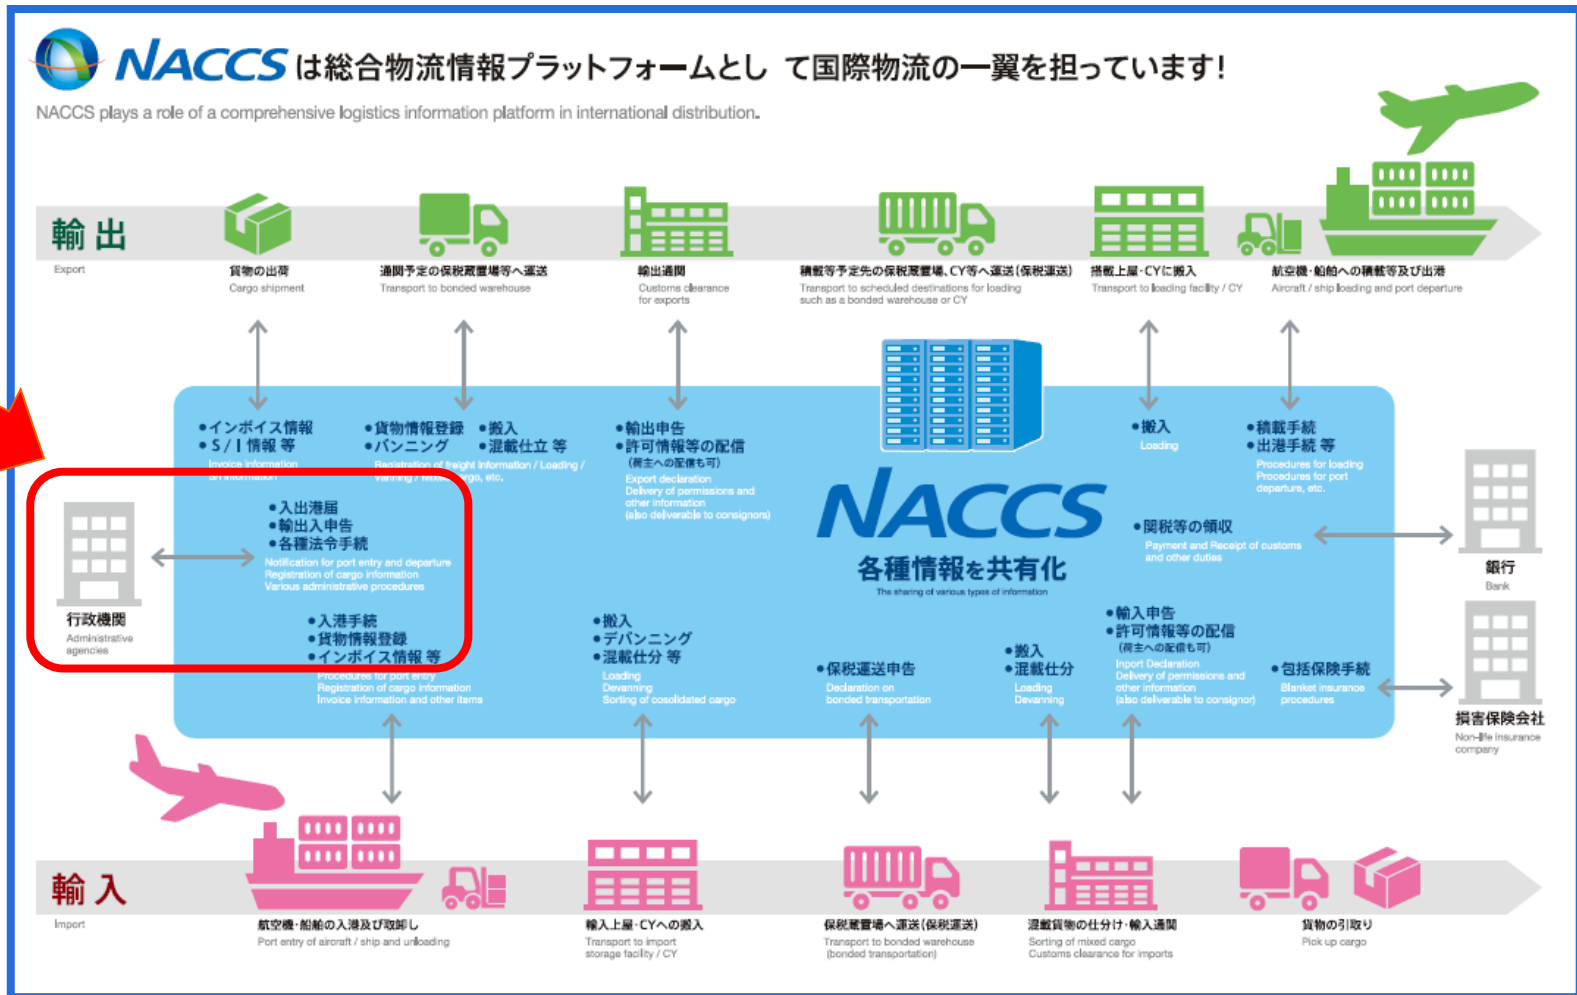 NACCS は総合物流情報プラットフォームとし て国際物流の一翼を担っています!
NACCS plays a role of a comprehensive logistics information platform in international distribution.
輸出
Export
貨物の出荷
Cargo shipment
通関予定の保税蔵置場等へ運送
Transport to bonded warehouse
輸出通関
Customs clearance
for exports
積載等予定先の保税蔵置場、CY等へ運送(保税運送)
Transport to scheduled destinations for loading
such as a bonded warehouse or CY
搭載上屋・CYに搬入
Transport to loading facility / CY
航空機・船舶への積載等及び出港
Aircraft / ship loading and port departure
●インボイス情報
●S/I情報 等
Invoice information
S/I information
●貨物情報登録 ●搬入
●バンニング ●混載仕立 等
Registration of freight information / Loading /
Vanning / Mixed cargo, etc.
●輸出申告
●許可情報等の配信
(荷主への配信も可)
Export declaration
Delivery of permissions and
other information
(also deliverable to consignors)
●搬入
Loading
●積載手続
●出港手続 等
Procedures for loading
Procedures for port
departure, etc.
行政機関
Administrative
agencies
●入出港届
●輸出入申告
●各種法令手続
Notification for port entry and departure
Registration of cargo information
Various administrative procedures
NACCS
各種情報を共有化
The sharing of various types of information
●関税等の領収
Payment and Receipt of customs
and other duties
銀行
Bank
●入港手続
●貨物情報登録
●インボイス情報 等
Procedures for port entry
Registration of cargo information
Invoice information and other items
●搬入
●デバンニング
●混載仕分 等
Loading
Devanning
Sorting of cosolidated cargo
●保税運送申告
Declaration on
bonded transportation
●搬入
●混載仕分
Loading
Devanning
●輸入申告
●許可情報等の配信
(荷主への配信も可)
Inport Declaration
Delivery of permissions and
other information
(also deliverable to consignor)
●包括保険手続
Blanket insurance
procedures
損害保険会社
Non-life insurance
company
輸入
Import
航空機・船舶の入港及び取卸し
Port entry of aircraft / ship and unloading
輸入上屋・CYへの搬入
Transport to import
storage facility / CY
保税蔵置場へ運送(保税運送)
Transport to bonded warehouse
(bonded transportation)
混載貨物の仕分け・輸入通関
Sorting of mixed cargo
Customs clearance for imports
貨物の引取り
Pick up cargo